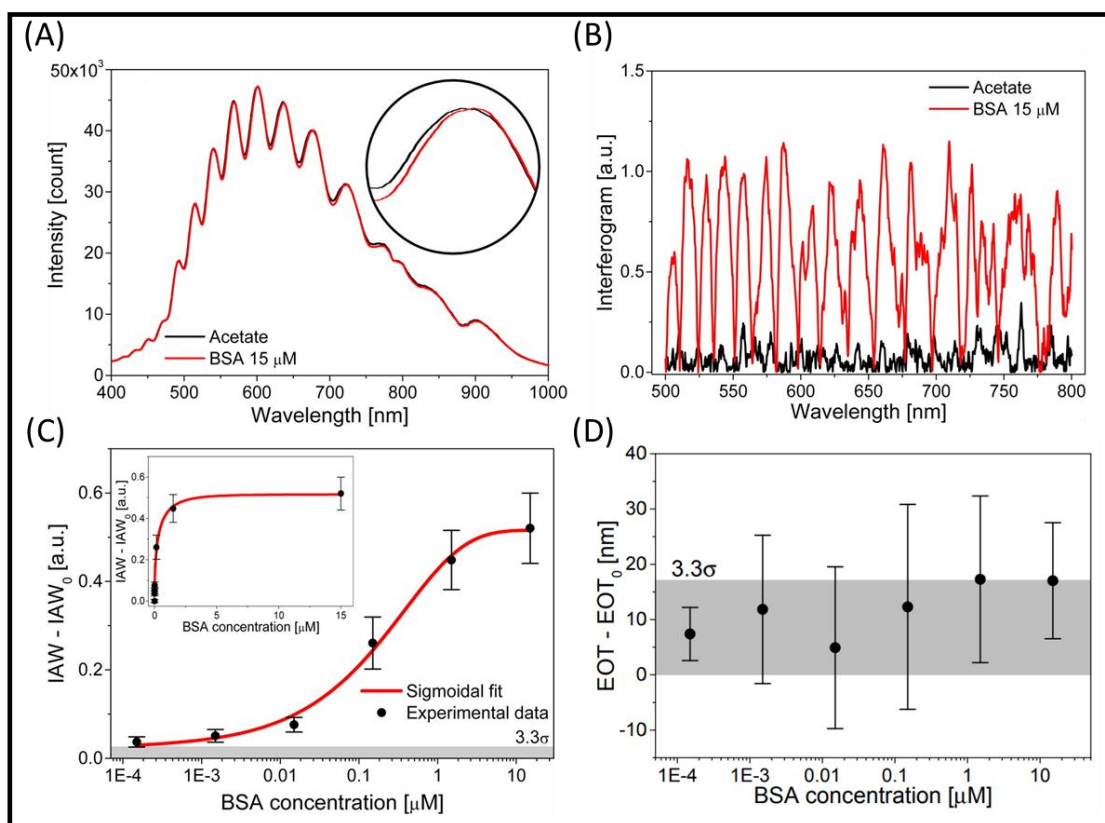 (A)
50x10³
40
30
20
10
0
Intensity [count]
Acetate
BSA 15 μM
400 500 600 700 800 900 1000
Wavelength [nm]
(B)
1.5
1.0
0.5
0.0
Interferogram [a.u.]
Acetate
BSA 15 μM
500 550 600 650 700 750 800
Wavelength [nm]
(C)
0.6
0.4
0.2
0.0
IAW - IAW₀ [a.u.]
0.6
0.4
0.2
0.0
IAW - IAW₀ [a.u.]
0 5 10 15
BSA concentration [μM]
Sigmoidal fit
Experimental data
3.3σ
1E-4 1E-3 0.01 0.1 1 10
BSA concentration [μM]
(D)
40
30
20
10
0
-10
EOT - EOT₀ [nm]
3.3σ
1E-4 1E-3 0.01 0.1 1 10
BSA concentration [μM]